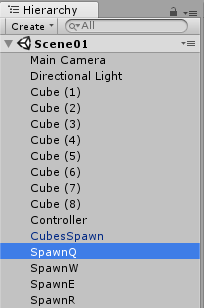 Hierarchy
Create All
Scene01
Main Camera
Directional Light
Cube (1)
Cube (2)
Cube (3)
Cube (4)
Cube (5)
Cube (6)
Cube (7)
Cube (8)
Controller
CubesSpawn
SpawnQ
SpawnW
SpawnE
SpawnR